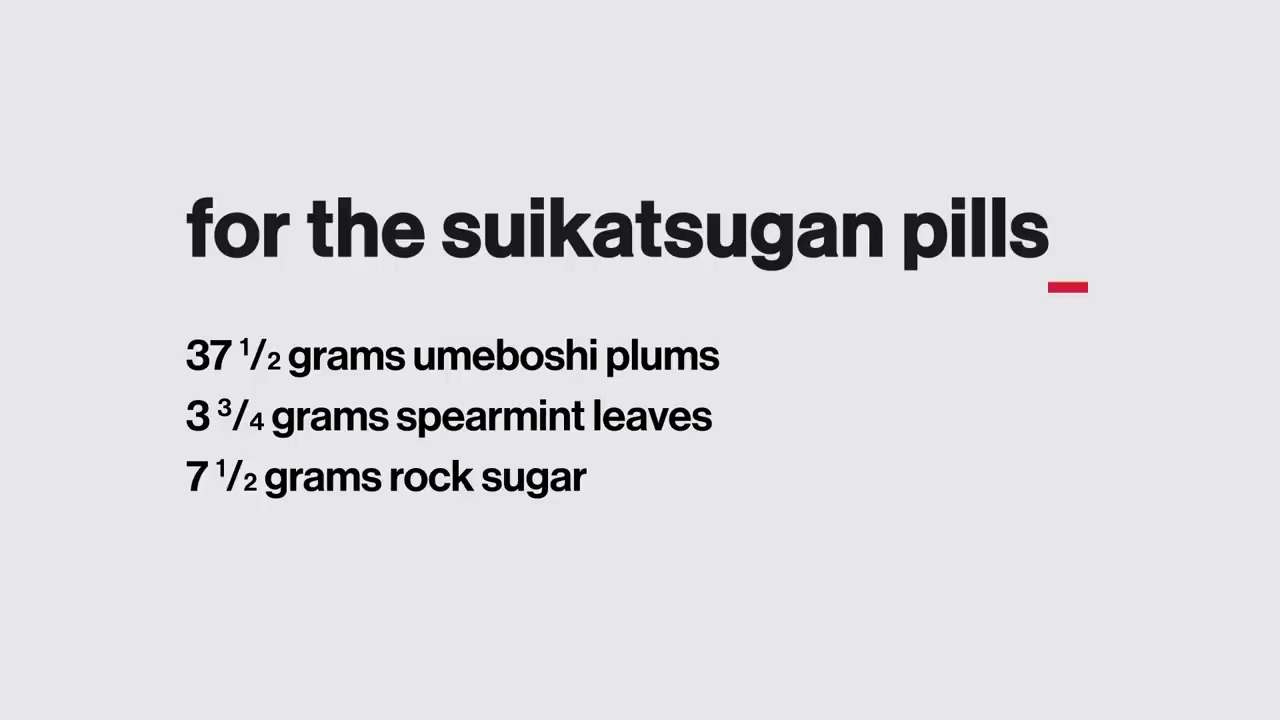 for the suikatsugan pills_
37 1/2 grams umeboshi plums
3 3/4 grams spearmint leaves
7 1/2 grams rock sugar